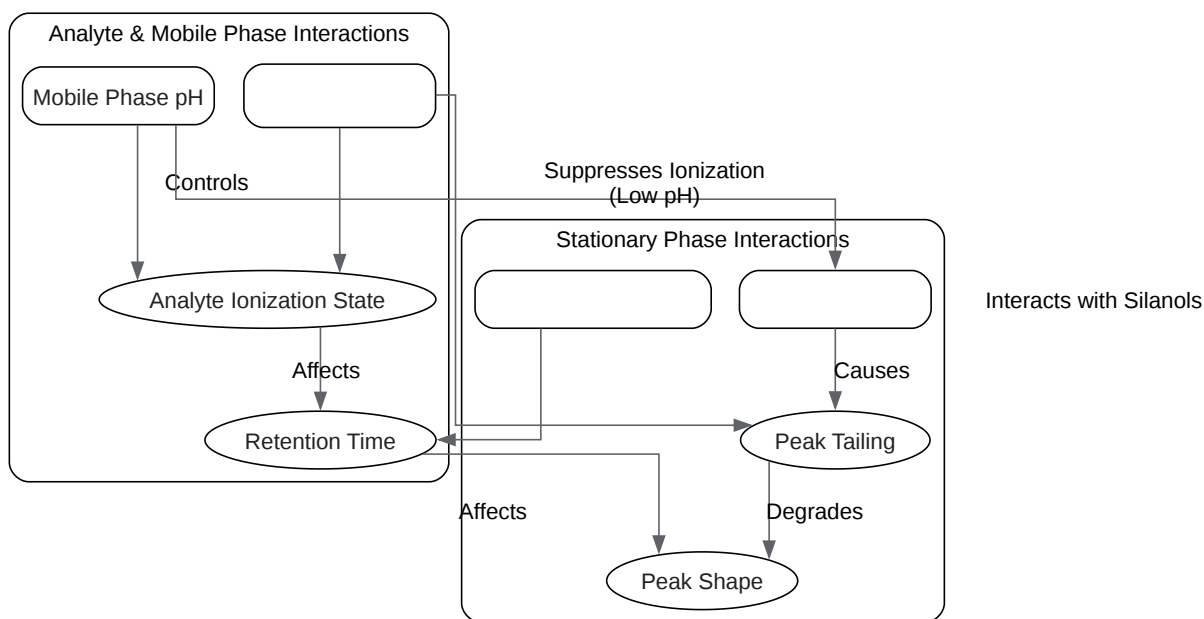 Analyte & Mobile Phase Interactions
Mobile Phase pH
Controls
Suppresses Ionization
(Low pH)
Stationary Phase Interactions
Analyte Ionization State
Interacts with Silanols
Affects
Causes
Retention Time
Peak Tailing
Affects
Degrades
Peak Shape